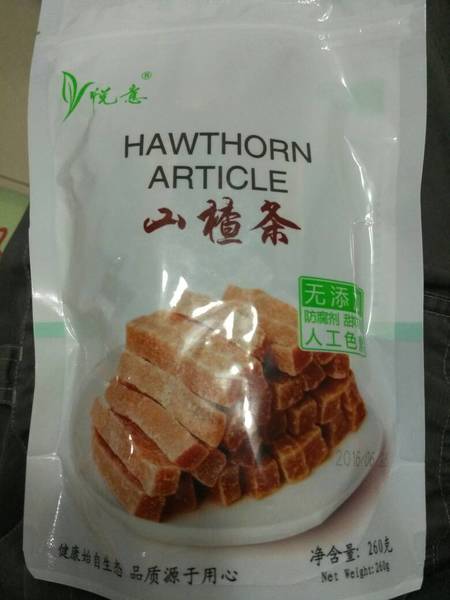 悦意®
HAWTHORN
ARTICLE
山楂条
无添
防腐剂 甜
人工色
2016.06
健康始自生态 品质源于用心
净含量: 260克
Net Weight:260g